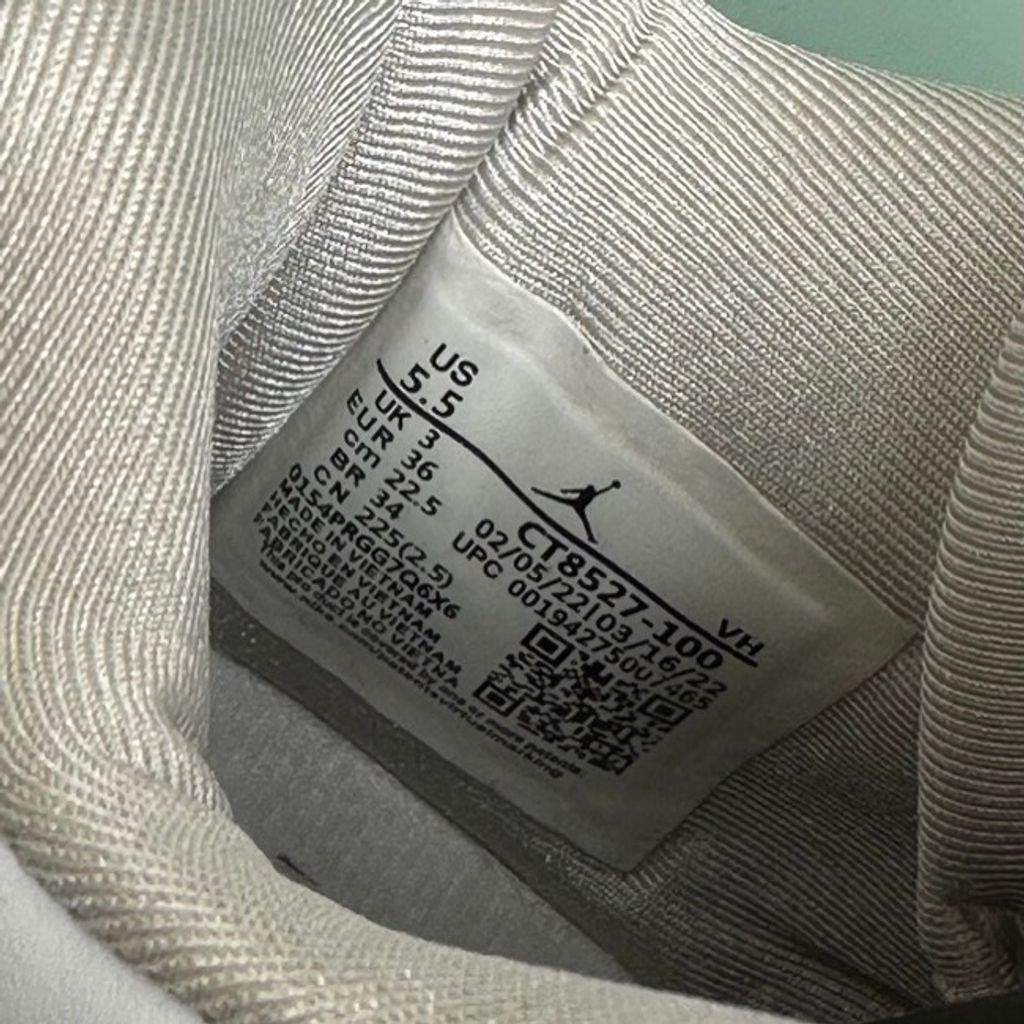 US
5.5
UK 3
EUR 36
cm 22.5
BR 34
CN 225(2.5)
0154PRGG7Q6X6
MADE IN VIETNAM
HECHO EN VIETNAM
FABRIQUE AU VIETNAM
FABRICADO NO VIETNA
VH
CT8527-100
02/05/22|03/16/22
UPC 00194275007465